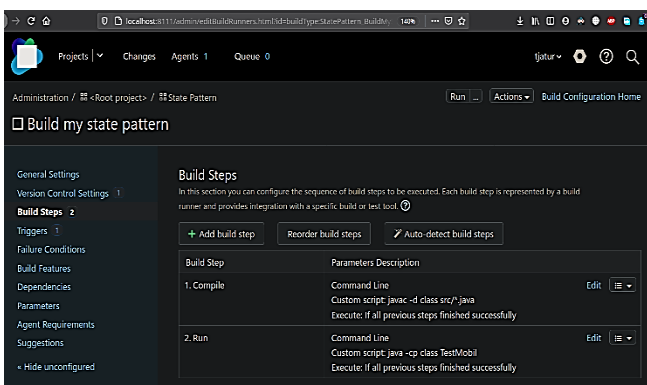 localhost:8111/admin/editBuildRunners.html?id=buildType:StatePattern_BuildMy 140%
Projects Changes Agents 1 Queue 0 tjatur
Administration / <Root project> / State Pattern Run ... Actions Build Configuration Home
Build my state pattern
General Settings
Version Control Settings 1
Build Steps 2
Triggers 1
Failure Conditions
Build Features
Dependencies
Parameters
Agent Requirements
Suggestions
« Hide unconfigured
Build Steps
In this section you can configure the sequence of build steps to be executed. Each build step is represented by a build
runner and provides integration with a specific build or test tool.
+ Add build step Reorder build steps Auto-detect build steps
Build Step Parameters Description
1. Compile Command Line Edit
Custom script: javac -d class src/*.java
Execute: If all previous steps finished successfully
2. Run Command Line Edit
Custom script: java -cp class TestMobil
Execute: If all previous steps finished successfully